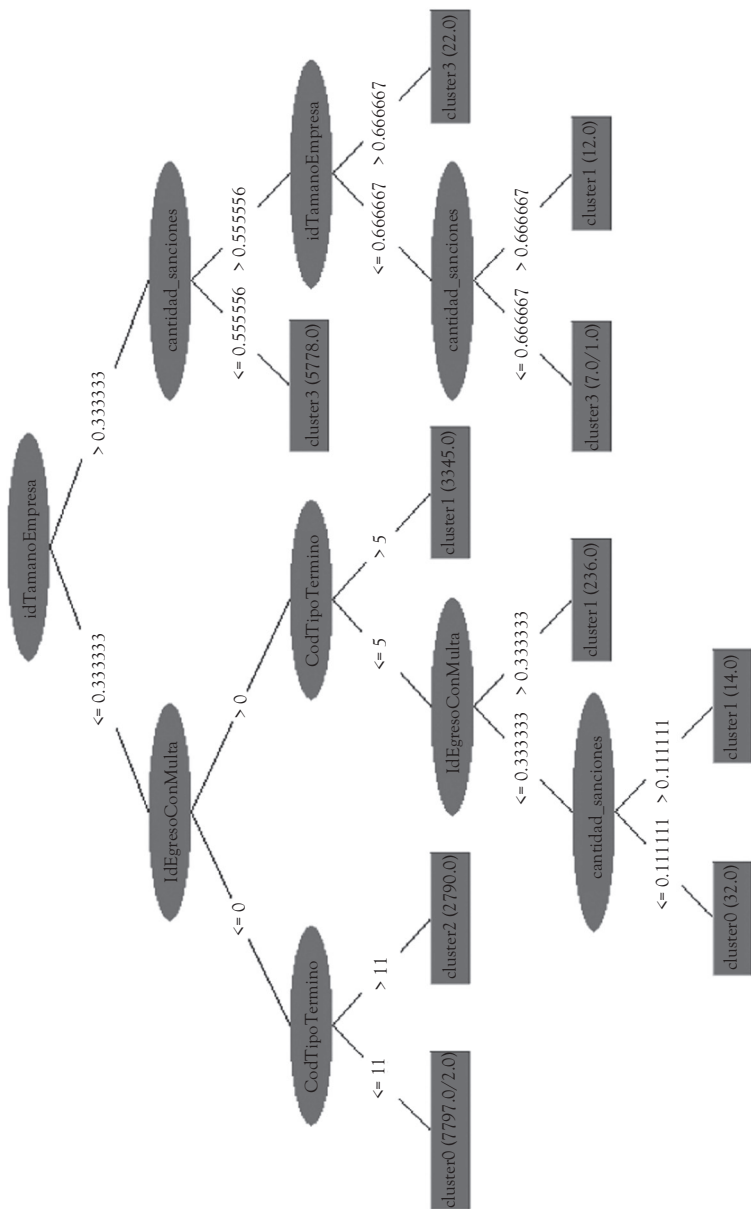 idTamanoEmpresa
<= 0.333333
> 0.333333
IdEgresoConMulta
cantidad_sanciones
<= 0
> 0
<= 0.555556
> 0.555556
CodTipoTermino
CodTipoTermino
cluster3 (5778.0)
idTamanoEmpresa
<= 11
> 11
<= 5
> 5
<= 0.666667
> 0.666667
cluster0 (7797.0/2.0)
cluster2 (2790.0)
IdEgresoConMulta
cluster1 (3345.0)
cantidad_sanciones
cluster3 (22.0)
<= 0.333333
> 0.333333
<= 0.666667
> 0.666667
cantidad_sanciones
cluster1 (236.0)
cluster3 (7.0/1.0)
cluster1 (12.0)
<= 0.111111
> 0.111111
cluster0 (32.0)
cluster1 (14.0)